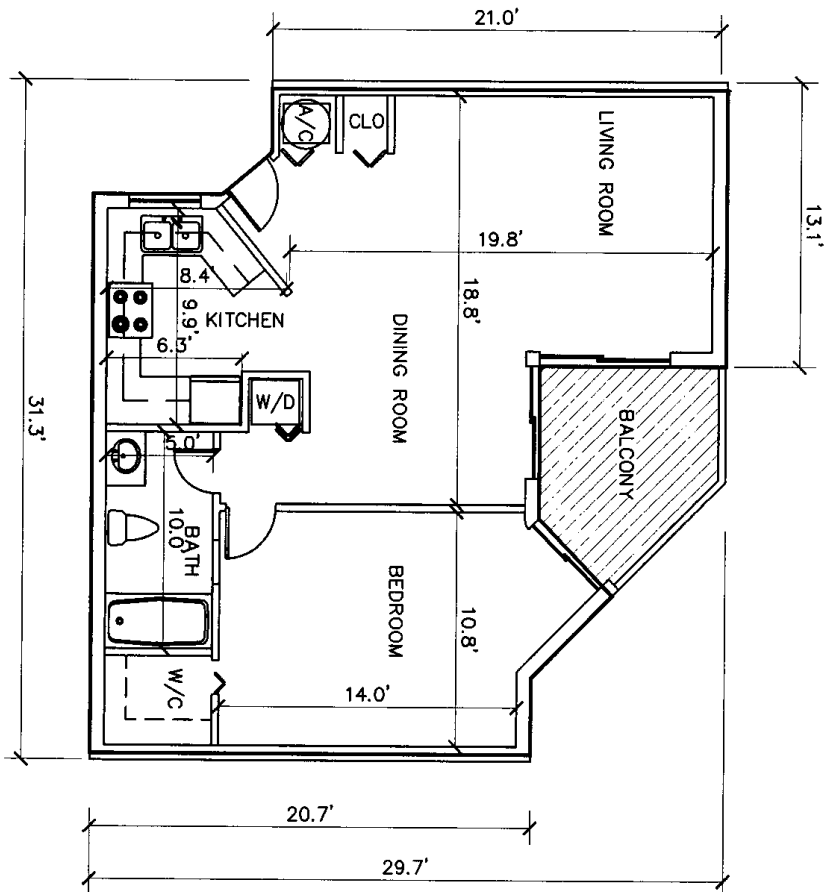 21.0'
A/C
CLO
LIVING ROOM
13.1'
19.8'
18.8'
8.4'
9.9'
KITCHEN
6.3'
DINING ROOM
W/D
BALCONY
31.3'
5.0'
BATH
10.0'
BEDROOM
10.8'
W/C
14.0'
20.7'
29.7'